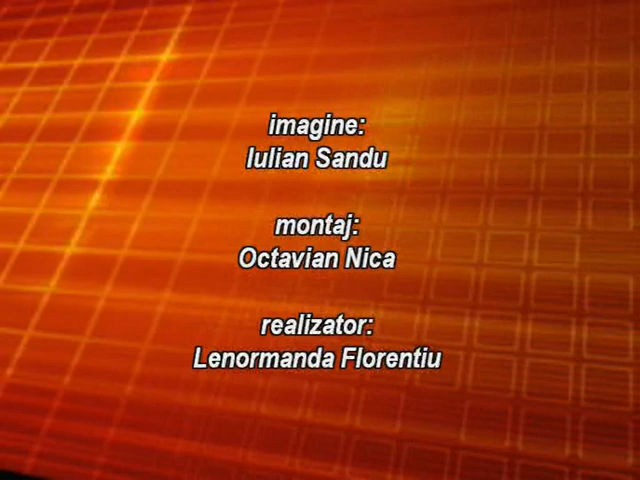 imagine:
Iulian Sandu
montaj:
Octavian Nica
realizator:
Lenormanda Florentiu